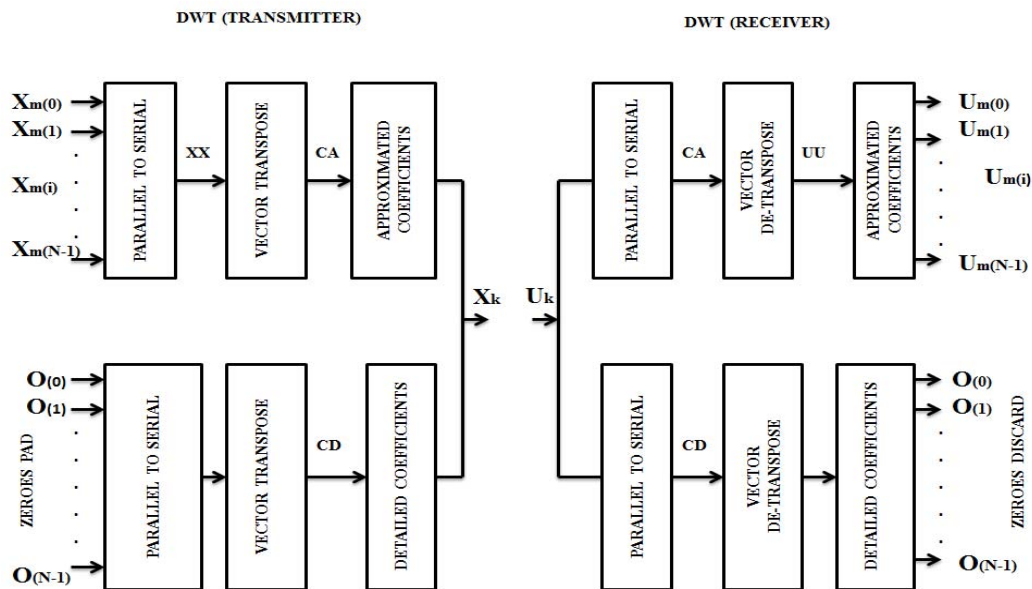 DWT (TRANSMITTER)
Xm(0)
Xm(1)
Xm(i)
Xm(N-1)
PARALLEL TO SERIAL
XX
VECTOR TRANSPOSE
CA
APPROXIMATED
COEFFICIENTS
Xk
O(0)
O(1)
O(N-1)
ZEROES PAD
PARALLEL TO SERIAL
VECTOR TRANSPOSE
CD
DETAILED COEFFICIENTS
DWT (RECEIVER)
Uk
PARALLEL TO SERIAL
CA
VECTOR
DE-TRANSPOSE
UU
APPROXIMATED
COEFFICIENTS
Um(0)
Um(1)
Um(i)
Um(N-1)
PARALLEL TO SERIAL
CD
VECTOR
DE-TRANSPOSE
DETAILED COEFFICIENTS
O(0)
O(1)
O(N-1)
ZEROES DISCARD